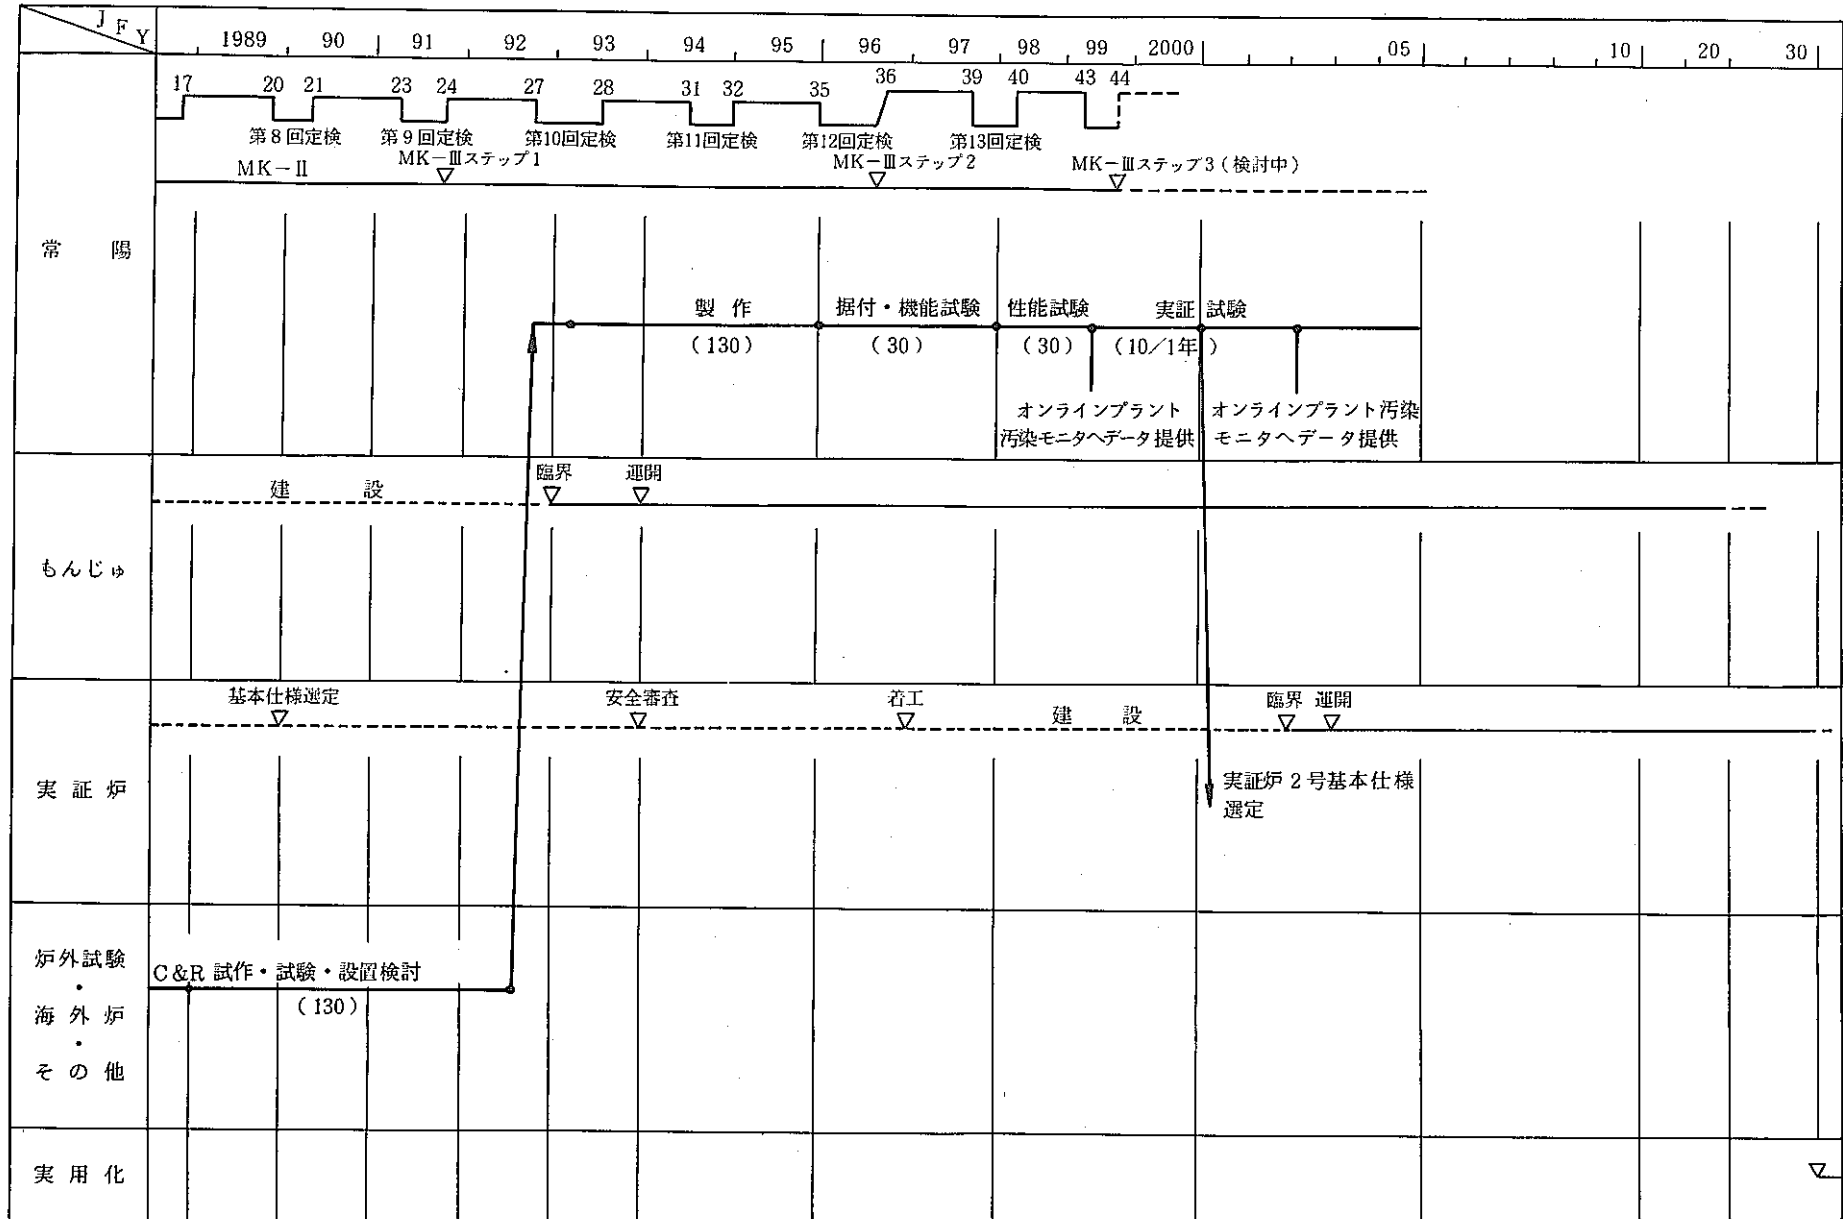 JFY
1989 90 91 92 93 94 95 96 97 98 99 2000 05 10 20 30
17 20 21 23 24 27 28 31 32 35 36 39 40 43 44
第8回定検 第9回定検 第10回定検 第11回定検 第12回定検 第13回定検
MK-Ⅱ MK-Ⅲステップ1 MK-Ⅲステップ2 MK-Ⅲステップ3(検討中)
常陽
製作 据付・機能試験 性能試験 実証試験
(130) (30) (30) (10/1年)
オンラインプラント
汚染モニタへデータ提供
オンラインプラント汚染
モニタへデータ提供
もんじゅ
建設 臨界 運開
実証炉
基本仕様選定 安全審査 着工 建設 臨界 運開
実証炉2号基本仕様
選定
炉外試験
・
海外炉
・
その他
C&R 試作・試験・設置検討
(130)
実用化